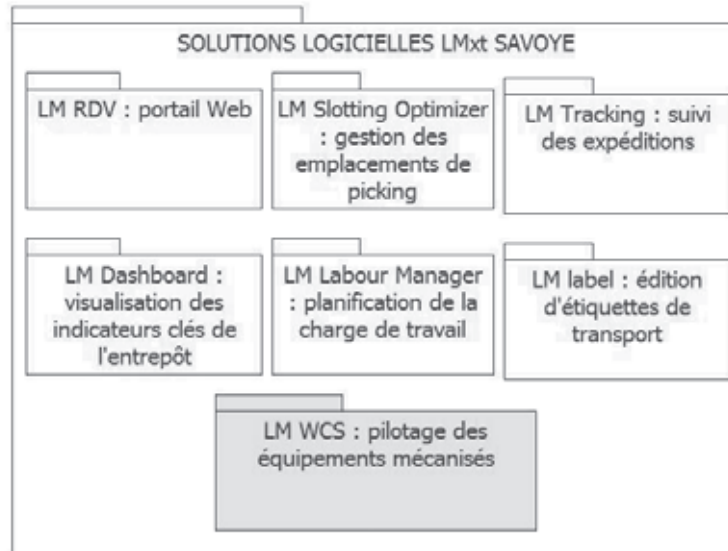 SOLUTIONS LOGICIELLES LMxt SAVOYE
LM RDV : portail Web
LM Slotting Optimizer
: gestion des
emplacements de
picking
LM Tracking : suivi
des expéditions
LM Dashboard :
visualisation des
indicateurs clés de
l'entrepôt
LM Labour Manager
: planification de la
charge de travail
LM label : édition
d'étiquettes de
transport
LM WCS : pilotage des
équipements mécanisés